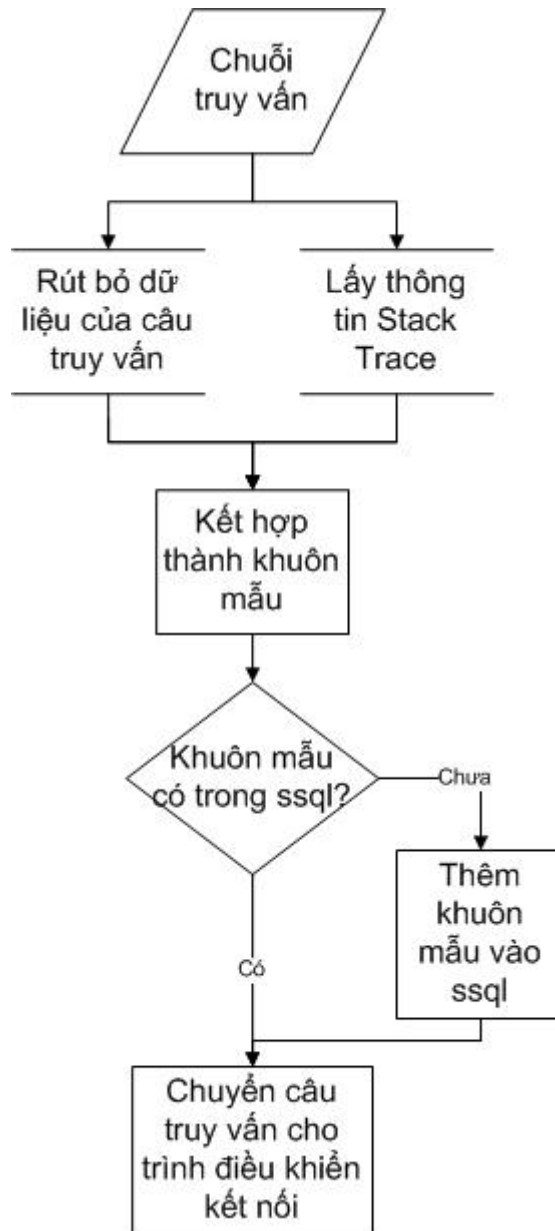 Chuỗi
truy vấn
Rút bỏ dữ
liệu của câu
truy vấn
Lấy thông
tin Stack
Trace
Kết hợp
thành khuôn
mẫu
Khuôn mẫu
có trong ssql?
Chưa
Thêm
khuôn
mẫu vào
ssql
Có
Chuyển câu
truy vấn cho
trình điều khiển
kết nối